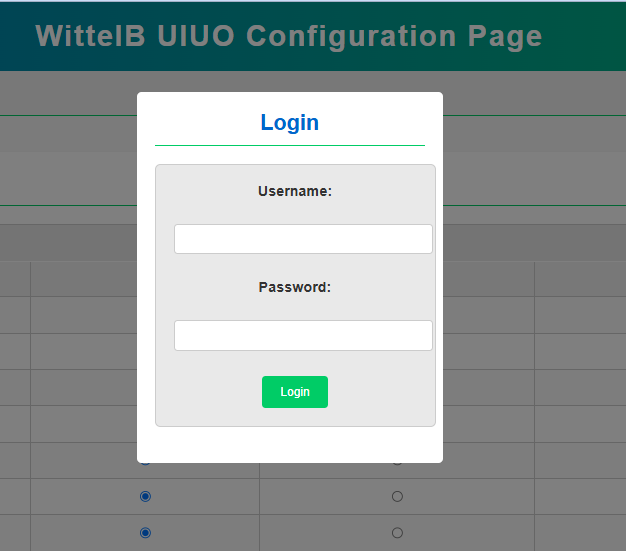 WittelB UIUO Configuration Page
Login
Username:
Password:
Login